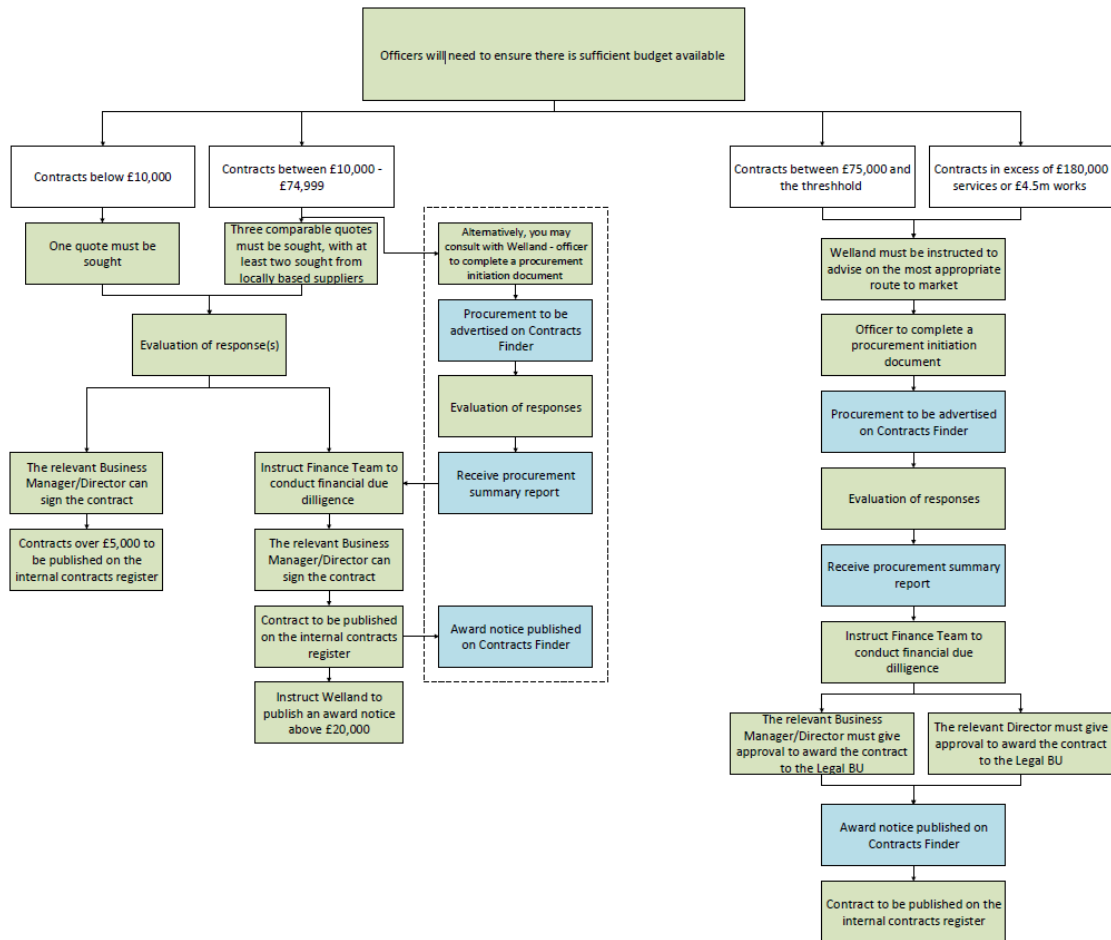 Officers will need to ensure there is sufficient budget available
Contracts below £10,000
Contracts between £10,000 -
£74,999
Contracts between £75,000 and
the threshhold
Contracts in excess of £180,000
services or £4.5m works
One quote must be
sought
Three comparable quotes
must be sought, with at
least two sought from
locally based suppliers
Alternatively, you may
consult with Welland - officer
to complete a procurement
initiation document
Welland must be instructed to
advise on the most appropriate
route to market
Evaluation of response(s)
Procurement to be
advertised on Contracts
Finder
Officer to complete a
procurement initiation
document
Evaluation of responses
Procurement to be advertised
on Contracts Finder
The relevant Business
Manager/Director can
sign the contract
Instruct Finance Team to
conduct financial due
dilligence
Receive procurement
summary report
Evaluation of responses
Contracts over £5,000 to
be published on the
internal contracts register
The relevant Business
Manager/Director can
sign the contract
Receive procurement summary
report
Contract to be published
on the internal contracts
register
Award notice published
on Contracts Finder
Instruct Finance Team to
conduct financial due
dilligence
Instruct Welland to
publish an award notice
above £20,000
The relevant Business
Manager/Director must give
approval to award the contract
to the Legal BU
The relevant Director must give
approval to award the contract
to the Legal BU
Award notice published on
Contracts Finder
Contract to be published on the
internal contracts register